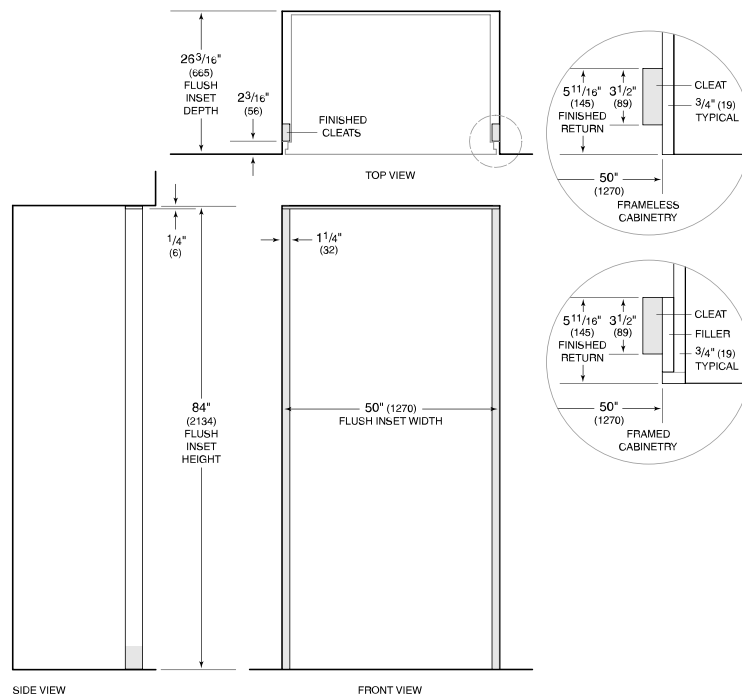 26 3/16"
(665)
FLUSH
INSET
DEPTH
2 3/16"
(56)
FINISHED
CLEATS
TOP VIEW
5 11/16"
(145)
FINISHED
RETURN
3 1/2"
(89)
CLEAT
3/4" (19)
TYPICAL
50"
(1270)
FRAMELESS
CABINETRY
1/4"
(6)
1 1/4"
(32)
84"
(2134)
FLUSH
INSET
HEIGHT
50" (1270)
FLUSH INSET WIDTH
5 11/16"
(145)
FINISHED
RETURN
3 1/2"
(89)
CLEAT
FILLER
3/4" (19)
TYPICAL
50"
(1270)
FRAMED
CABINETRY
SIDE VIEW
FRONT VIEW